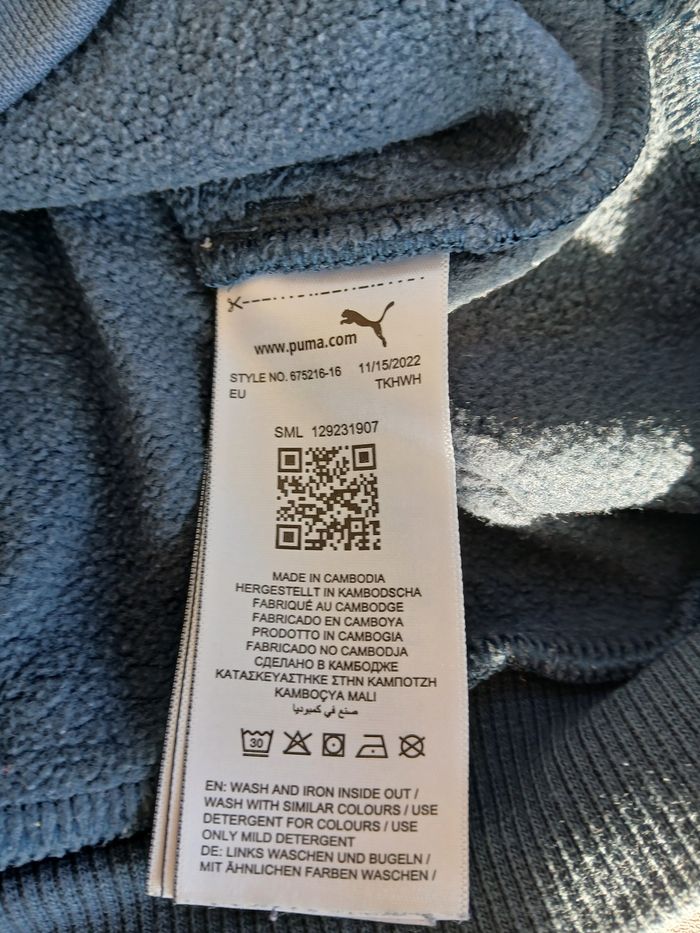 www.puma.com
STYLE NO. 675216-16 11/15/2022
EU TKHWH
SML 129231907
MADE IN CAMBODIA
HERGESTELLT IN KAMBODSCHA
FABRIQUÉ AU CAMBODGE
FABRICADO EN CAMBOYA
PRODOTTO IN CAMBOGIA
FABRICADO NO CAMBODJA
СДЕЛАНО В КАМБОДЖЕ
ΚΑΤΑΣΚΕΥΑΣΤΗΚΕ ΣΤΗΝ ΚΑΜΠΟΤΖΗ
KAMBOÇYA MALI
صنع في كمبوديا
30
EN: WASH AND IRON INSIDE OUT /
WASH WITH SIMILAR COLOURS / USE
DETERGENT FOR COLOURS / USE
ONLY MILD DETERGENT
DE: LINKS WASCHEN UND BUGELN /
MIT ÄHNLICHEN FARBEN WASCHEN /